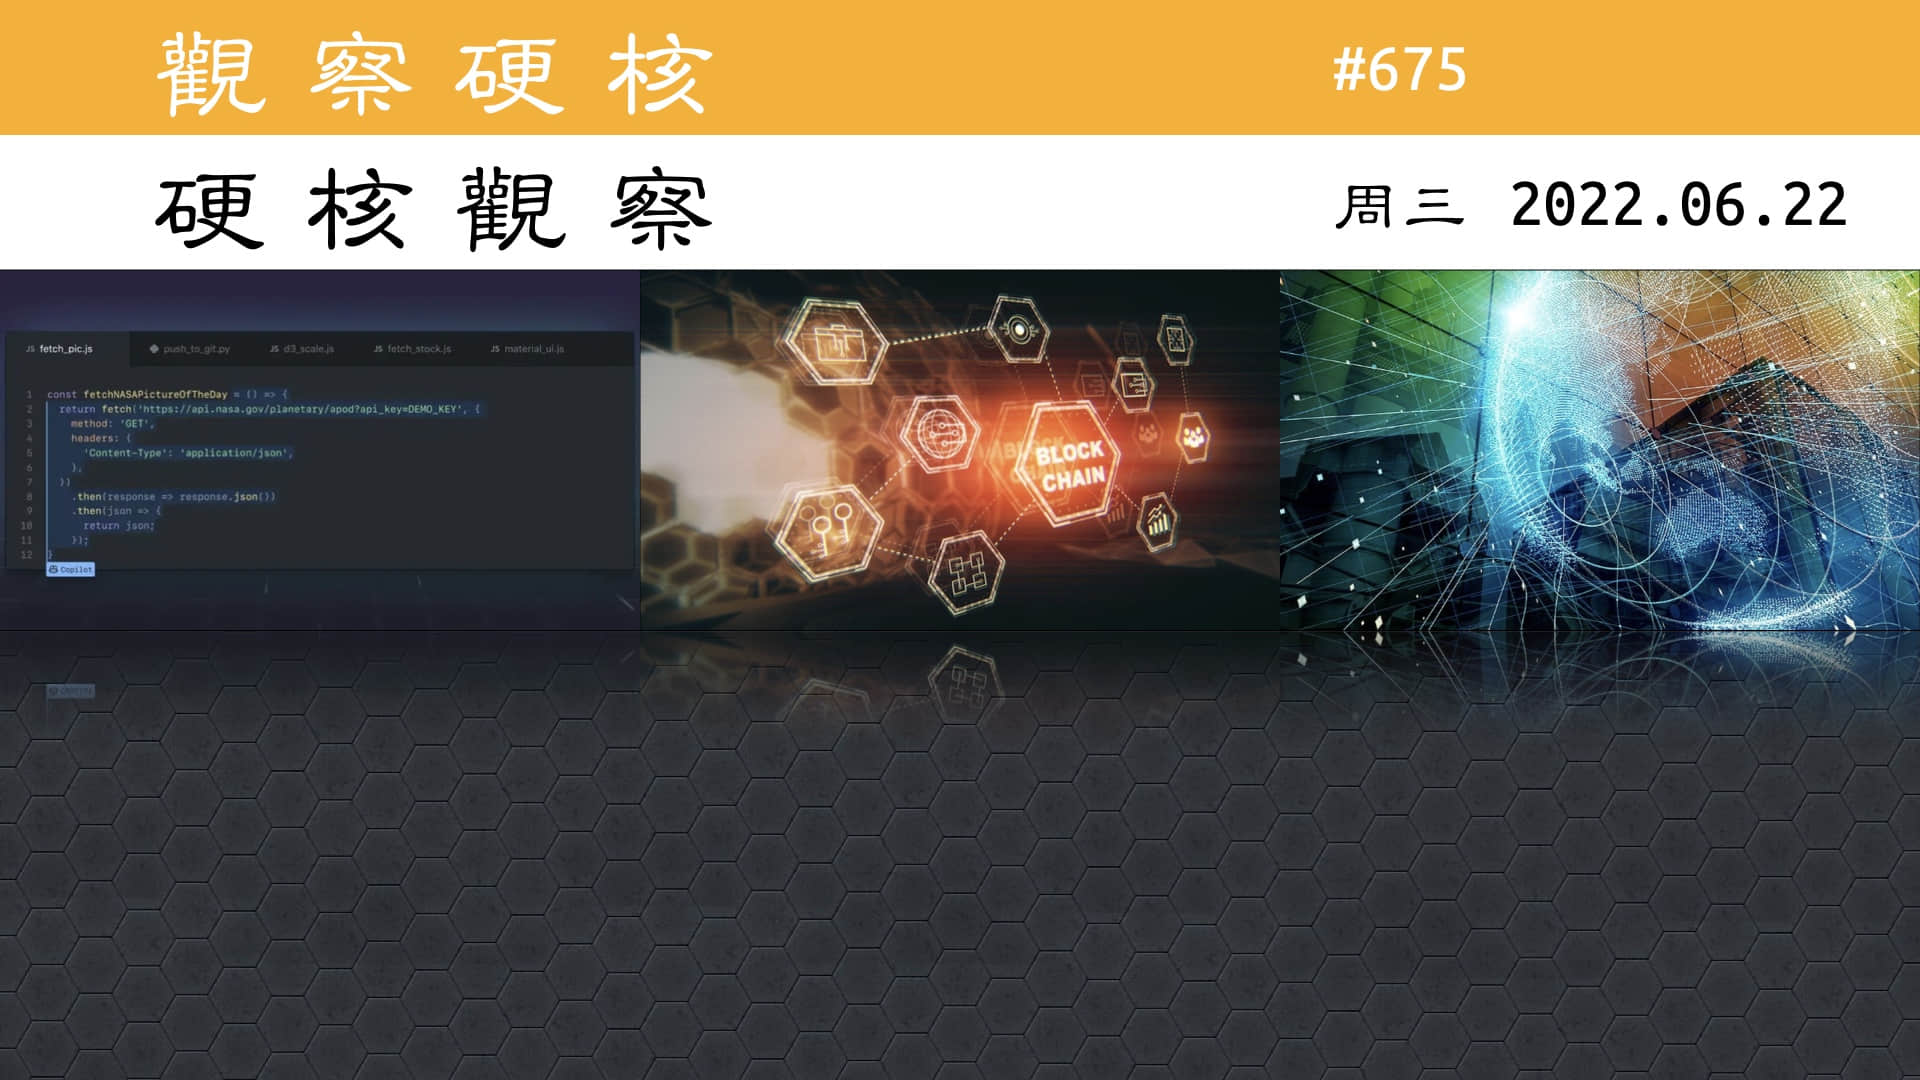 觀察硬核
#675
硬核觀察
周三 2022.06.22
JS fetch_pic.js push_to_git.py JS d3_scale.js JS fetch_stock.js JS material_ui.js
1 const fetchNASAPictureOfTheDay = () => {
2 return fetch('https://api.nasa.gov/planetary/apod?api_key=DEMO_KEY', {
3 method: 'GET',
4 headers: {
5 'Content-Type': 'application/json',
6 },
7 })
8 .then(response => response.json())
9 .then(json => {
10 return json;
11 });
12 }
Copilot
BLOCK
CHAIN